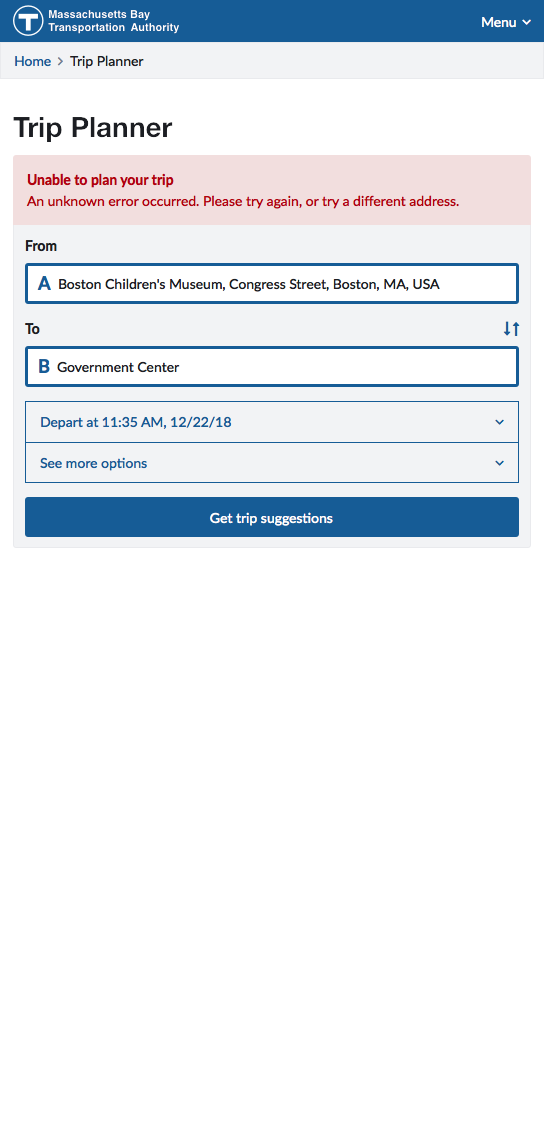 Massachusetts Bay
Transportation Authority
Menu
Home > Trip Planner
Trip Planner
Unable to plan your trip
An unknown error occurred. Please try again, or try a different address.
From
A Boston Children's Museum, Congress Street, Boston, MA, USA
To
B Government Center
Depart at 11:35 AM, 12/22/18
See more options
Get trip suggestions